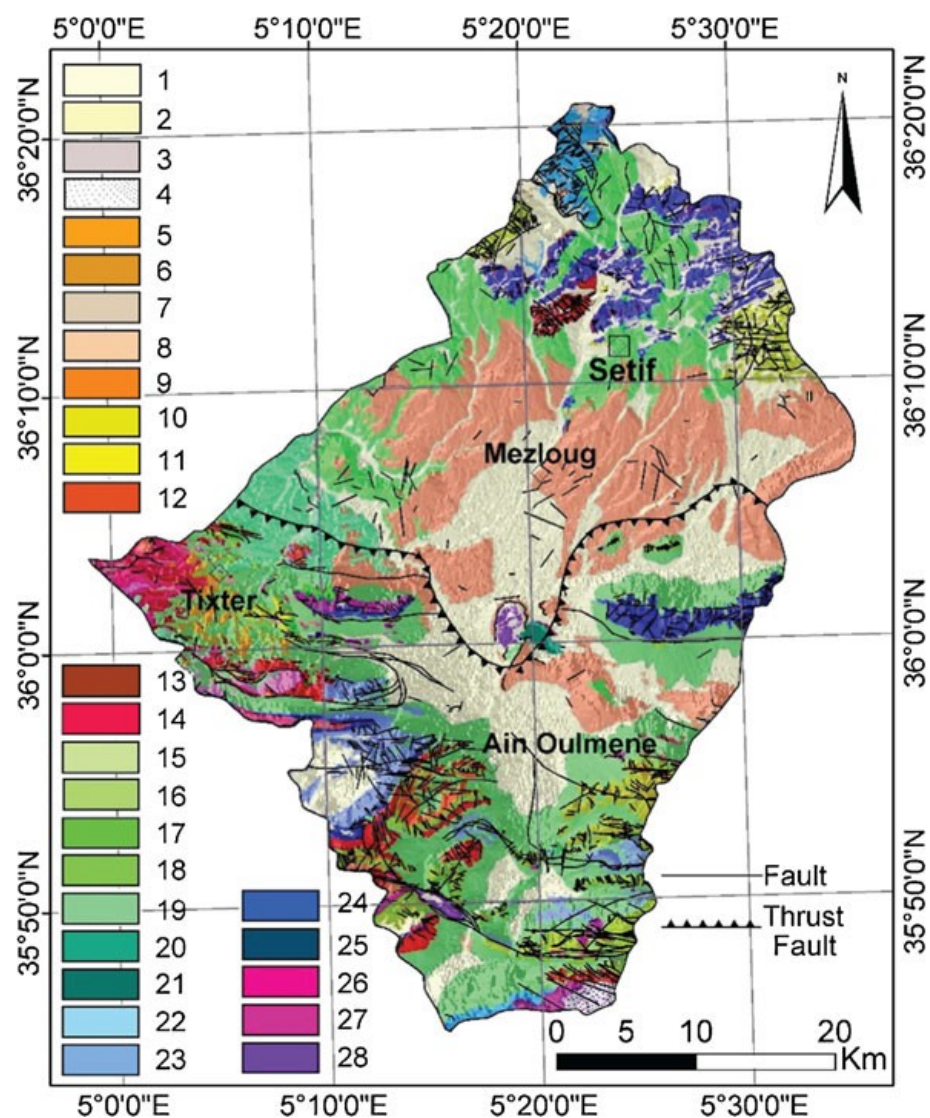 5°0'0"E 5°10'0"E 5°20'0"E 5°30'0"E
36°20'0"N
36°10'0"N
36°0'0"N
35°50'0"N
1
2
3
4
5
6
7
8
9
10
11
12
13
14
15
16
17
18
19
20
21
22
23
24
25
26
27
28
N
Setif
Mezloug
Tixter
Ain Oulmene
Fault
Thrust
Fault
0 5 10 20
Km
36°20'0"N
36°10'0"N
36°0'0"N
35°50'0"N
5°0'0"E 5°10'0"E 5°20'0"E 5°30'0"E